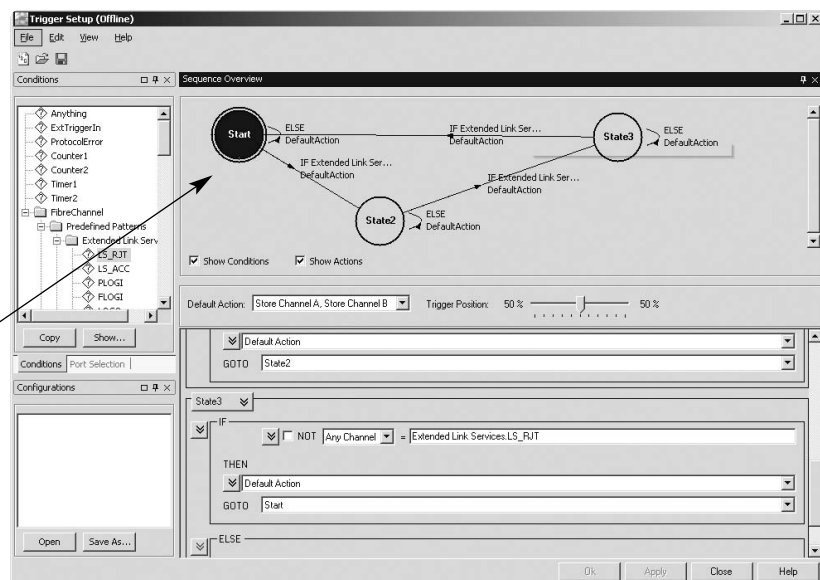 Trigger Setup (Offline)
File Edit View Help
Conditions
Anything
ExtTriggerIn
ProtocolError
Counter1
Counter2
Timer1
Timer2
FibreChannel
Predefined Patterns
Extended Link Serv
LS_RJT
LS_ACC
PLOGI
FLOGI
Copy Show...
Conditions Port Selection
Configurations
Open Save As...
Sequence Overview
Start
ELSE
DefaultAction
IF Extended Link Ser...
DefaultAction
State3
ELSE
DefaultAction
IF Extended Link Ser...
DefaultAction
IF Extended Link Ser...
DefaultAction
State2
ELSE
DefaultAction
Show Conditions Show Actions
Default Action: Store Channel A, Store Channel B Trigger Position: 50 % 50 %
Default Action
GOTO State2
State3
IF
NOT Any Channel = Extended Link Services.LS_RJT
THEN
Default Action
GOTO Start
ELSE
Ok Apply Close Help